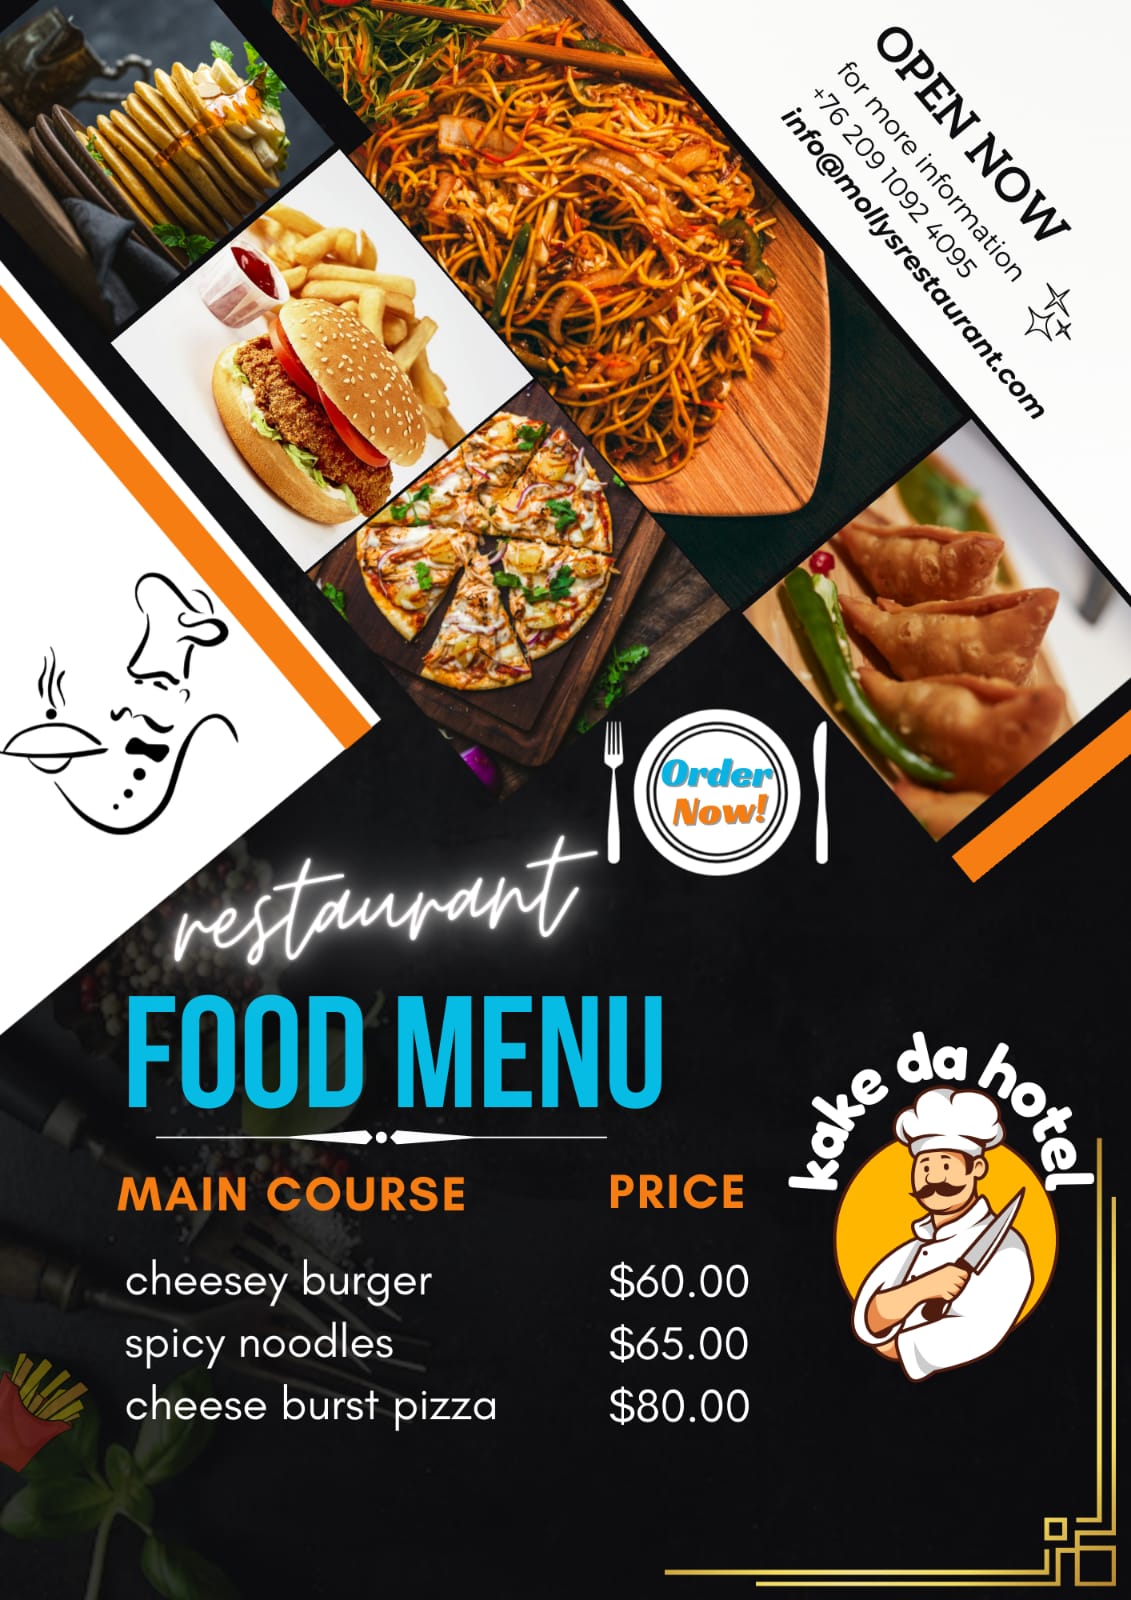 OPEN NOW
for more information
+76 209 1092 4095
info@mollysrestaurant.com
Order
Now!
restaurant
FOOD MENU
kake da hotel
MAIN COURSE PRICE
cheesey burger $60.00
spicy noodles $65.00
cheese burst pizza $80.00